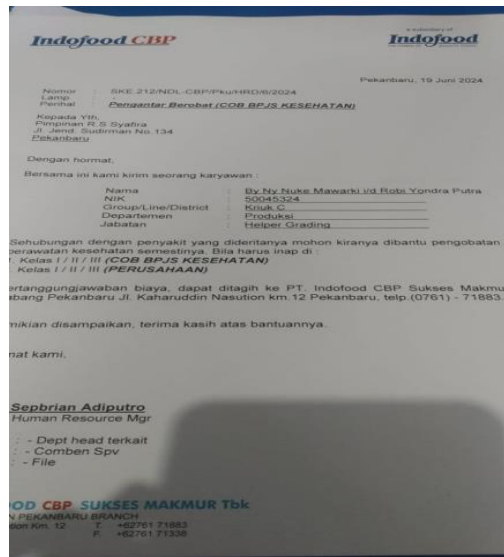 Indofood CBP
a subsidiary of
Indofood
Pekanbaru, 19 Juni 2024
Nomor : SKE.212/NDL-CBP/Pku/HRD/6/2024
Lamp : -
Perihal : Pengantar Berobat (COB BPJS KESEHATAN)
Kepada Yth,
Pimpinan R.S Syafira
Jl. Jend. Sudirman No.134
Pekanbaru
Dengan hormat,
Bersama ini kami kirim seorang karyawan :
Nama : By.Ny Nuke Mawarki i/d Robi Yondra Putra
NIK : 50045324
Group/Line/District : Kriuk C
Departemen : Produksi
Jabatan : Helper Grading
Sehubungan dengan penyakit yang dideritanya mohon kiranya dibantu pengobatan
perawatan kesehatan semestinya. Bila harus inap di :
. Kelas I / II / III (COB BPJS KESEHATAN)
Kelas I / II / III (PERUSAHAAN)
ertanggungjawaban biaya, dapat ditagih ke PT. Indofood CBP Sukses Makmu
abang Pekanbaru Jl. Kaharuddin Nasution km.12 Pekanbaru, telp.(0761) - 71883.
mikian disampaikan, terima kasih atas bantuannya.
mat kami,
Sepbrian Adiputro
Human Resource Mgr
: - Dept head terkait
: - Comben Spv
: - File
OD CBP SUKSES MAKMUR Tbk
N PEKANBARU BRANCH
ution Km. 12 T. +62761 71883
F. +62761 71338